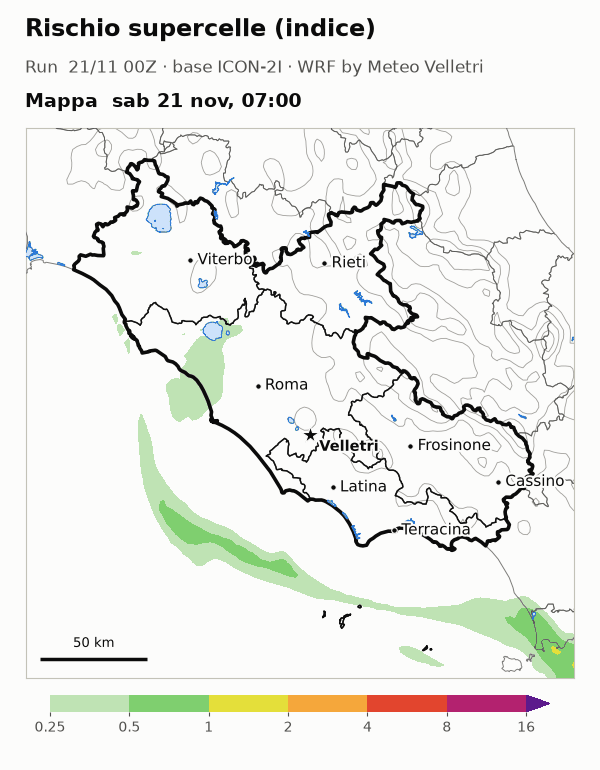 Rischio supercelle (indice)
Run  21/11 00Z · base ICON-2I · WRF by Meteo Velletri
Mappa  sab 21 nov, 07:00
Viterbo
Rieti
Roma
Velletri
Frosinone
Cassino
Latina
Terracina
50 km
0.25 0.5 1 2 4 8 16